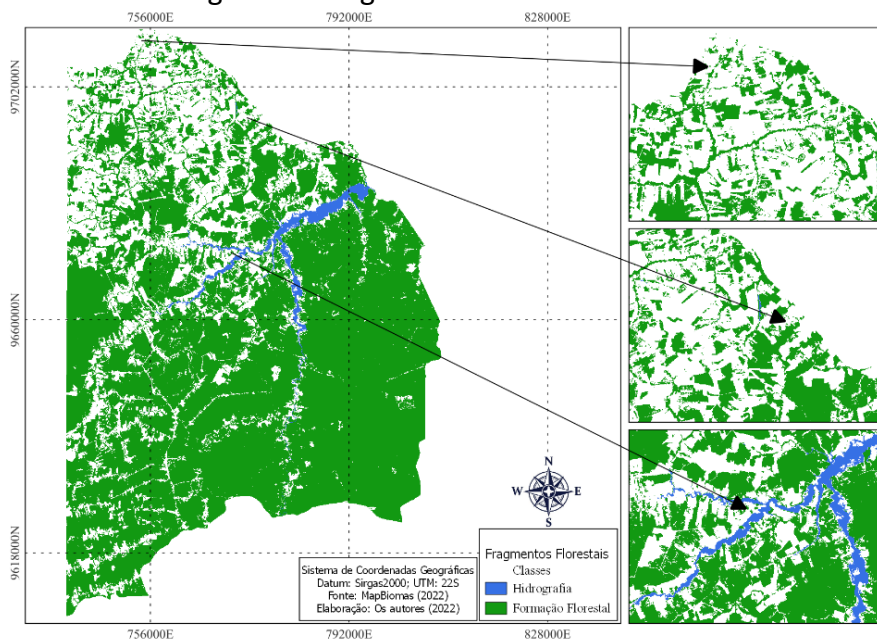 756000E 792000E 828000E
9702000N
9660000N
9618000N
N
W E
S
Sistema de Coordenadas Geográficas
Datum: Sirgas2000; UTM: 22S
Fonte: MapBiomas (2022)
Elaboração: Os autores (2022)
Fragmentos Florestais
Classes
Hidrografia
Formação Florestal
756000E 792000E 828000E